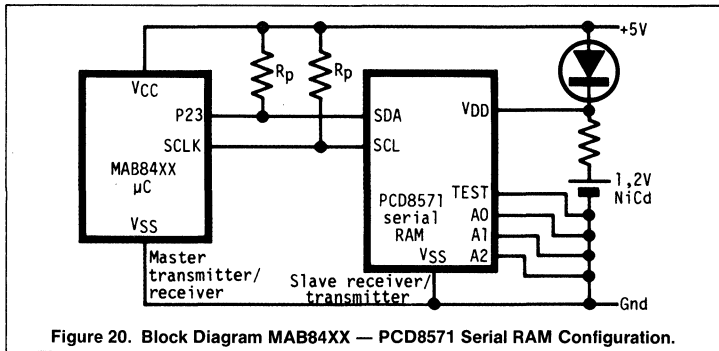 +5V
Rp Rp
VCC
P23
SCLK
MAB84XX
µC
VSS
SDA
SCL
VDD
PCD8571
serial
RAM
TEST
A0
A1
A2
VSS
1,2V
NiCd
Master
transmitter/
receiver
Slave receiver/
transmitter
Gnd
Figure 20. Block Diagram MAB84XX — PCD8571 Serial RAM Configuration.